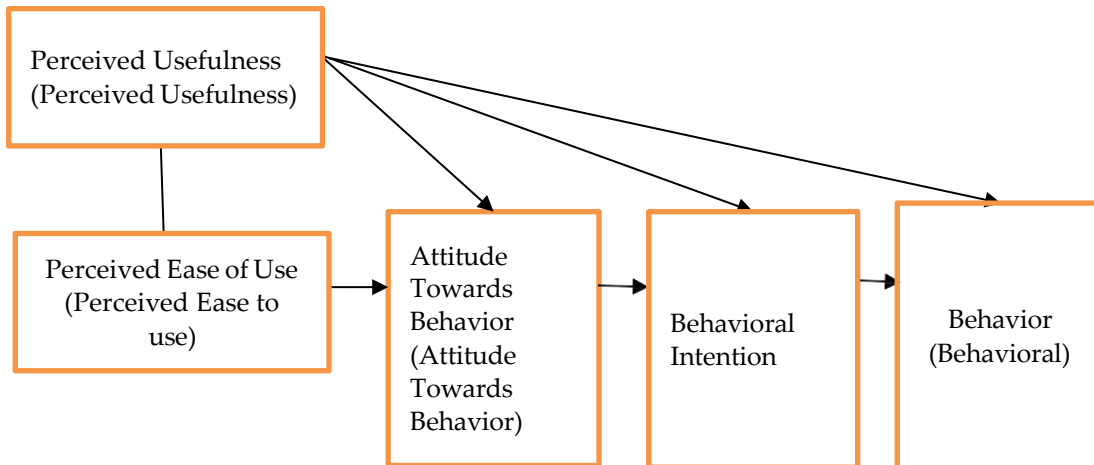 Perceived Usefulness
(Perceived Usefulness)
Perceived Ease of Use
(Perceived Ease to
use)
Attitude
Towards
Behavior
(Attitude
Towards
Behavior)
Behavioral
Intention
Behavior
(Behavioral)